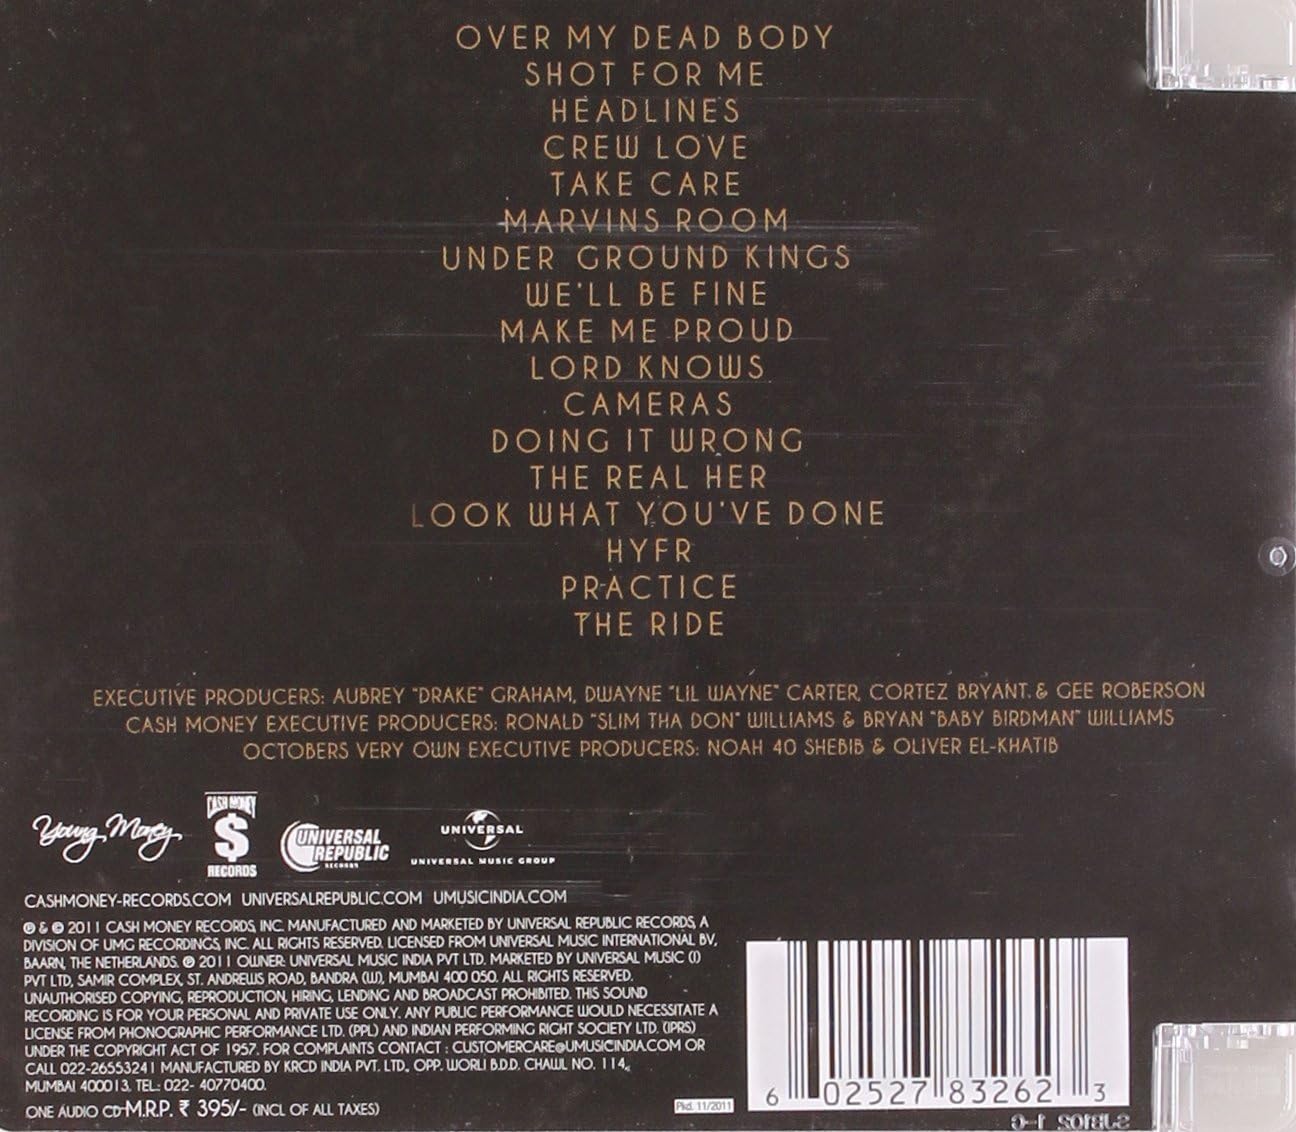 OVER MY DEAD BODY
SHOT FOR ME
HEADLINES
CREW LOVE
TAKE CARE
MARVINS ROOM
UNDER GROUND KINGS
WE'LL BE FINE
MAKE ME PROUD
LORD KNOWS
CAMERAS
DOING IT WRONG
THE REAL HER
LOOK WHAT YOU'VE DONE
HYFR
PRACTICE
THE RIDE
EXECUTIVE PRODUCERS: AUBREY "DRAKE" GRAHAM, DWAYNE "LIL WAYNE" CARTER, CORTEZ BRYANT. & GEE ROBERSON
CASH MONEY EXECUTIVE PRODUCERS: RONALD "SLIM THA DON" WILLIAMS & BRYAN "BABY BIRDMAN" WILLIAMS
OCTOBERS VERY OWN EXECUTIVE PRODUCERS: NOAH 40 SHEBIB & OLIVER EL-KHATIB
Young Money
CASH MONEY
$
RECORDS
UNIVERSAL
REPUBLIC
RECORDS
UNIVERSAL
UNIVERSAL MUSIC GROUP
CASHMONEY-RECORDS.COM UNIVERSALREPUBLIC.COM UMUSICINDIA.COM
℗ & © 2011 CASH MONEY RECORDS, INC. MANUFACTURED AND MARKETED BY UNIVERSAL REPUBLIC RECORDS, A
DIVISION OF UMG RECORDINGS, INC. ALL RIGHTS RESERVED. LICENSED FROM UNIVERSAL MUSIC INTERNATIONAL BV,
BAARN, THE NETHERLANDS. ℗ 2011 OWNER: UNIVERSAL MUSIC INDIA PVT LTD. MARKETED BY UNIVERSAL MUSIC (I)
PVT LTD, SAMIR COMPLEX, ST. ANDREWS ROAD, BANDRA (W), MUMBAI 400 050. ALL RIGHTS RESERVED.
UNAUTHORISED COPYING, REPRODUCTION, HIRING, LENDING AND BROADCAST PROHIBITED. THIS SOUND
RECORDING IS FOR YOUR PERSONAL AND PRIVATE USE ONLY. ANY PUBLIC PERFORMANCE WOULD NECESSITATE A
LICENSE FROM PHONOGRAPHIC PERFORMANCE LTD. (PPL) AND INDIAN PERFORMING RIGHT SOCIETY LTD. (IPRS)
UNDER THE COPYRIGHT ACT OF 1957. FOR COMPLAINTS CONTACT : CUSTOMERCARE@UMUSICINDIA.COM OR
CALL 022-26553241 MANUFACTURED BY KRCD INDIA PVT. LTD., OPP. WORLI B.D.D. CHAWL NO. 114,
MUMBAI 400013. TEL.: 022- 40770400.
ONE AUDIO CD-M.R.P. ₹ 395/- (INCL OF ALL TAXES)
Pkd. 11/2011
6 02527 83262 3